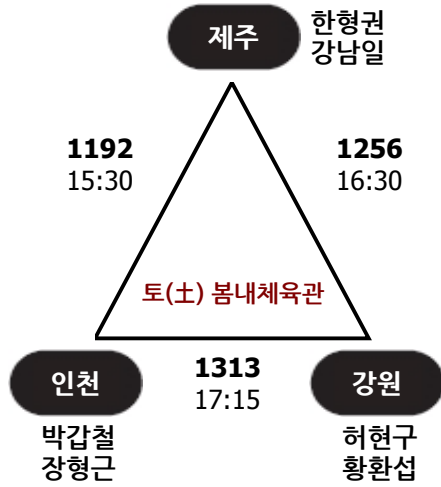 제주
한형권
강남일
1192
15:30
1256
16:30
토(土) 봄내체육관
인천
1313
17:15
강원
박갑철
장형근
허현구
황환섭